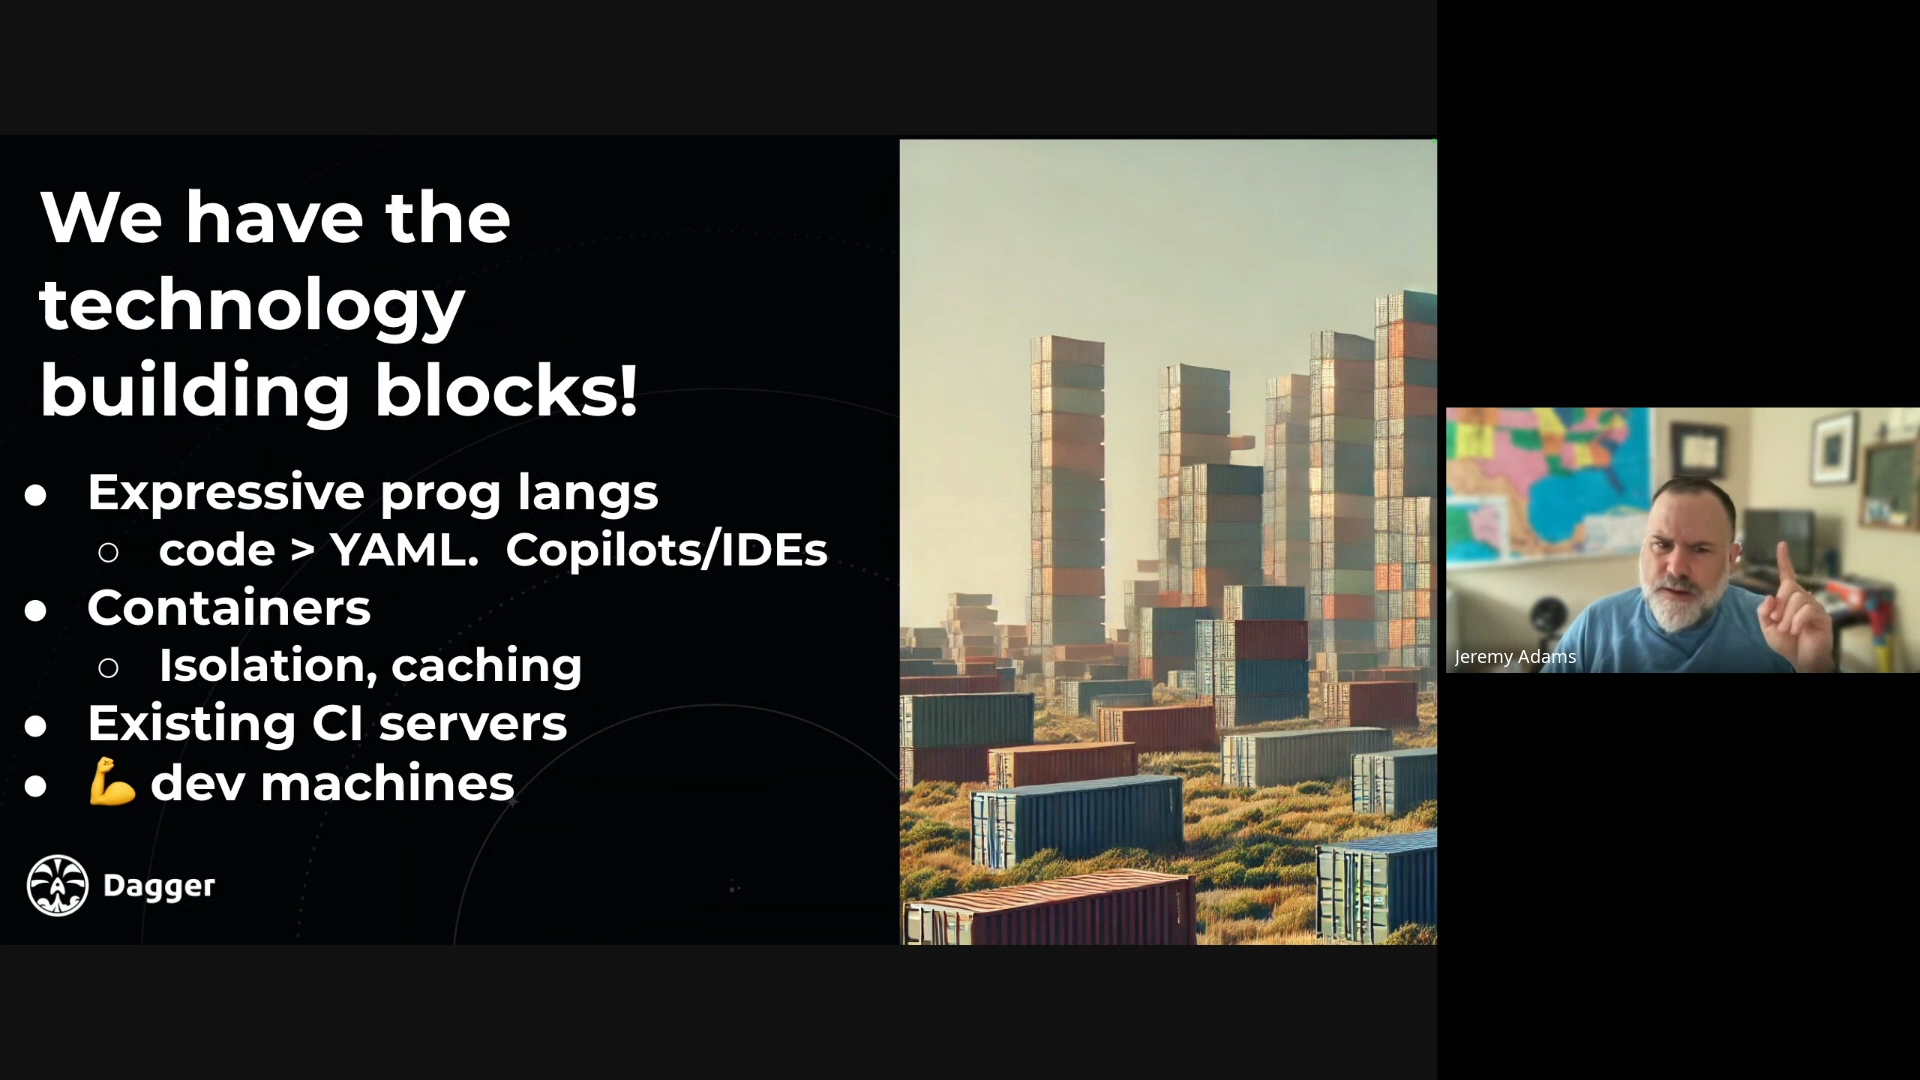 We have the
technology
building blocks!
● Expressive prog langs
○ code > YAML.  Copilots/IDEs
● Containers
○ Isolation, caching
● Existing CI servers
● 💪 dev machines
Dagger
Jeremy Adams